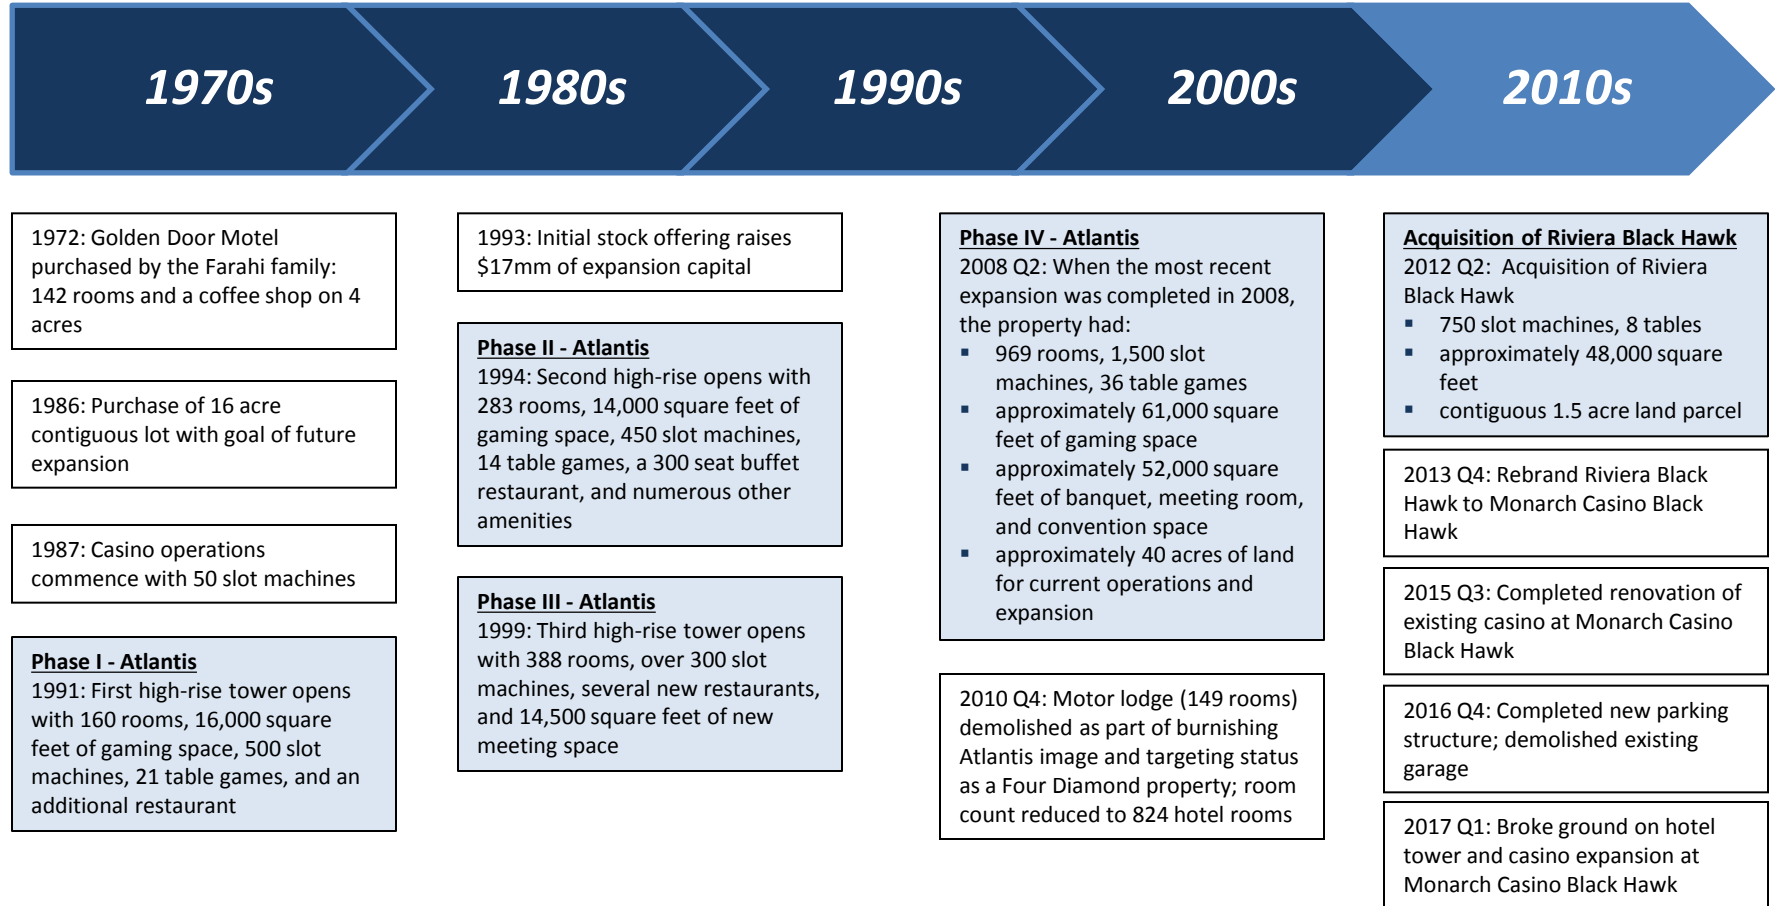 1970s
1980s
1990s
2000s
2010s
1972: Golden Door Motel
purchased by the Farahi family:
142 rooms and a coffee shop on 4
acres
1986: Purchase of 16 acre
contiguous lot with goal of future
expansion
1987: Casino operations
commence with 50 slot machines
Phase I - Atlantis
1991: First high-rise tower opens
with 160 rooms, 16,000 square
feet of gaming space, 500 slot
machines, 21 table games, and an
additional restaurant
1993: Initial stock offering raises
$17mm of expansion capital
Phase II - Atlantis
1994: Second high-rise opens with
283 rooms, 14,000 square feet of
gaming space, 450 slot machines,
14 table games, a 300 seat buffet
restaurant, and numerous other
amenities
Phase III - Atlantis
1999: Third high-rise tower opens
with 388 rooms, over 300 slot
machines, several new restaurants,
and 14,500 square feet of new
meeting space
Phase IV - Atlantis
2008 Q2: When the most recent
expansion was completed in 2008,
the property had:
▪ 969 rooms, 1,500 slot
machines, 36 table games
▪ approximately 61,000 square
feet of gaming space
▪ approximately 52,000 square
feet of banquet, meeting room,
and convention space
▪ approximately 40 acres of land
for current operations and
expansion
2010 Q4: Motor lodge (149 rooms)
demolished as part of burnishing
Atlantis image and targeting status
as a Four Diamond property; room
count reduced to 824 hotel rooms
Acquisition of Riviera Black Hawk
2012 Q2: Acquisition of Riviera
Black Hawk
▪ 750 slot machines, 8 tables
▪ approximately 48,000 square
feet
▪ contiguous 1.5 acre land parcel
2013 Q4: Rebrand Riviera Black
Hawk to Monarch Casino Black
Hawk
2015 Q3: Completed renovation of
existing casino at Monarch Casino
Black Hawk
2016 Q4: Completed new parking
structure; demolished existing
garage
2017 Q1: Broke ground on hotel
tower and casino expansion at
Monarch Casino Black Hawk